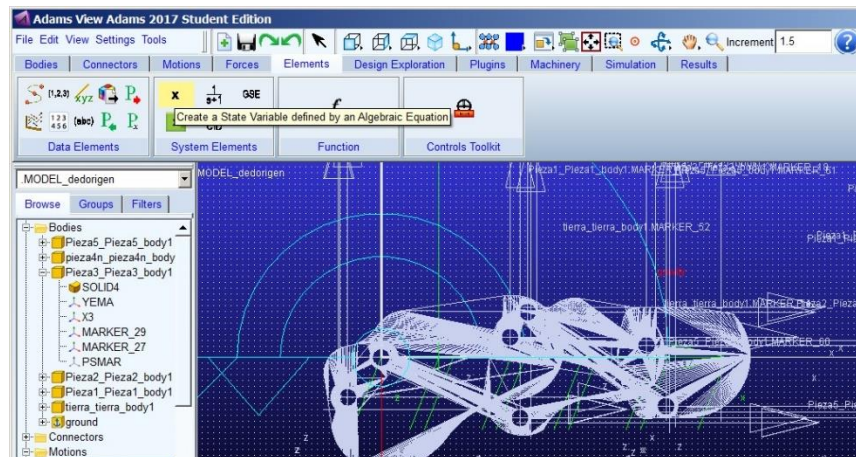 Adams View Adams 2017 Student Edition
File Edit View Settings Tools
Increment 1.5
Bodies Connectors Motions Forces Elements Design Exploration Plugins Machinery Simulation Results
Create a State Variable defined by an Algebraic Equation
Data Elements System Elements Function Controls Toolkit
.MODEL_dedorigen
MODEL_dedorigen
Browse Groups Filters
Bodies
Pieza5_Pieza5_body1
pieza4n_pieza4n_body
Pieza3_Pieza3_body1
SOLID4
YEMA
X3
MARKER_29
MARKER_27
PSMAR
Pieza2_Pieza2_body1
Pieza1_Pieza1_body1
tierra_tierra_body1
ground
Connectors
Motions
tierra_tierra_body1.MARKER_52